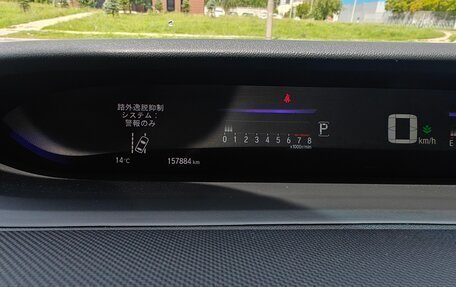 路外逸脱抑制
システム：
警報のみ
14°C
157884 km
0 1 2 3 4 5 6 7 8
x1000r/min
P
0
km/h
E